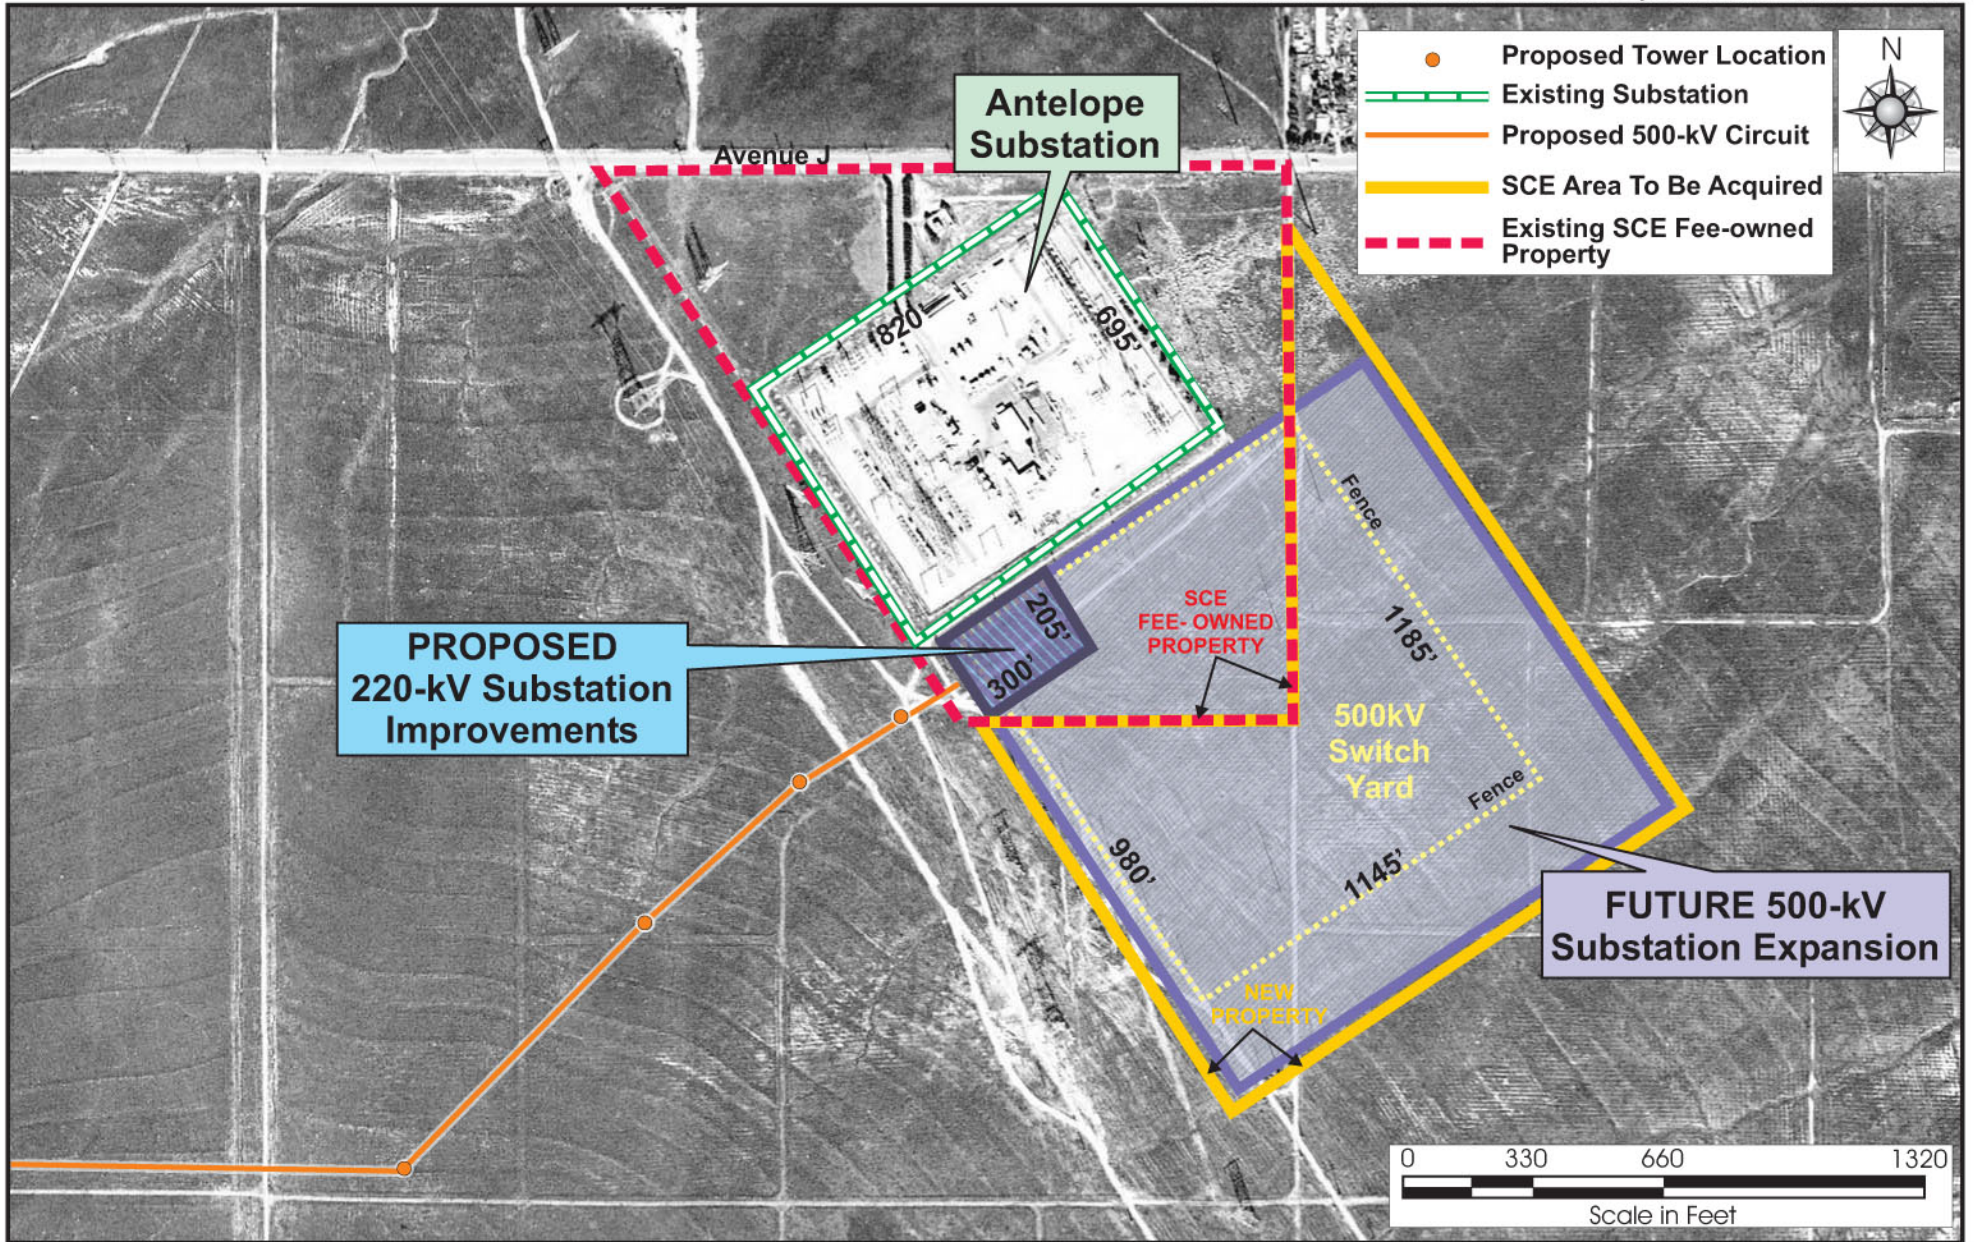 Proposed Tower Location
Existing Substation
Proposed 500-kV Circuit
SCE Area To Be Acquired
Existing SCE Fee-owned
Property
N
Antelope
Substation
Avenue J
820'
695'
Fence
205'
300'
SCE
FEE- OWNED
PROPERTY
1185'
PROPOSED
220-kV Substation
Improvements
500kV
Switch
Yard
Fence
980'
1145'
FUTURE 500-kV
Substation Expansion
NEW
PROPERTY
0 330 660 1320
Scale in Feet